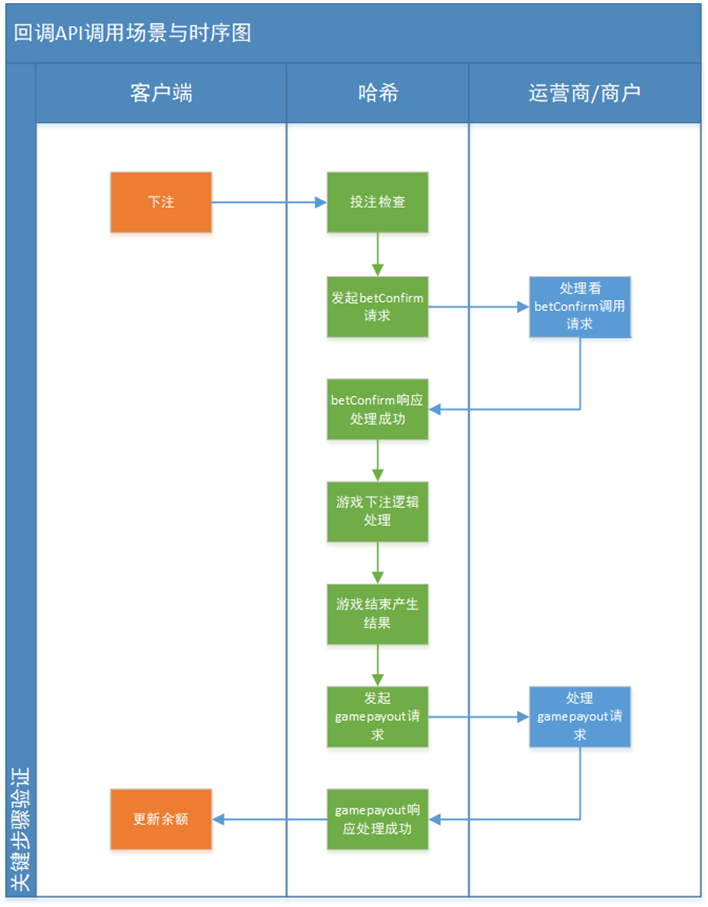 回调API调用场景与时序图
客户端
哈希
运营商/商户
下注
投注检查
发起betConfirm
请求
处理看
betConfirm调用
请求
betConfirm响应
处理成功
游戏下注逻辑
处理
游戏结束产生
结果
发起
gamepayout请
求
处理
gamepayout请
求
更新余额
gamepayout响
应处理成功
关键步骤验证